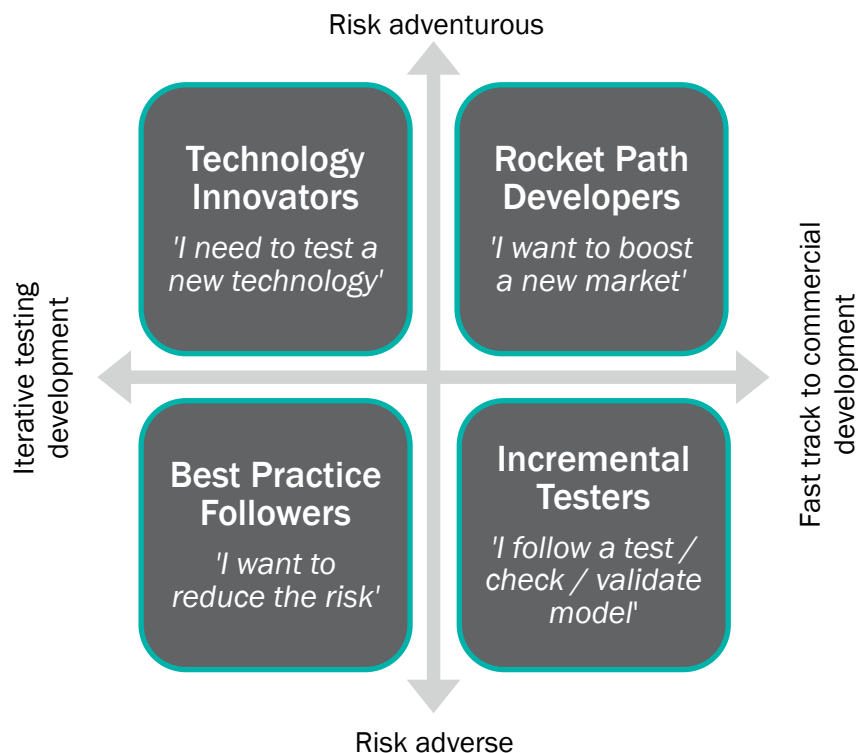 Risk adventurous
Technology
Innovators
'I need to test a
new technology'
Rocket Path
Developers
'I want to boost
a new market'
Iterative testing
development
Fast track to commercial
development
Best Practice
Followers
'I want to
reduce the risk'
Incremental
Testers
'I follow a test /
check / validate
model'
Risk adverse